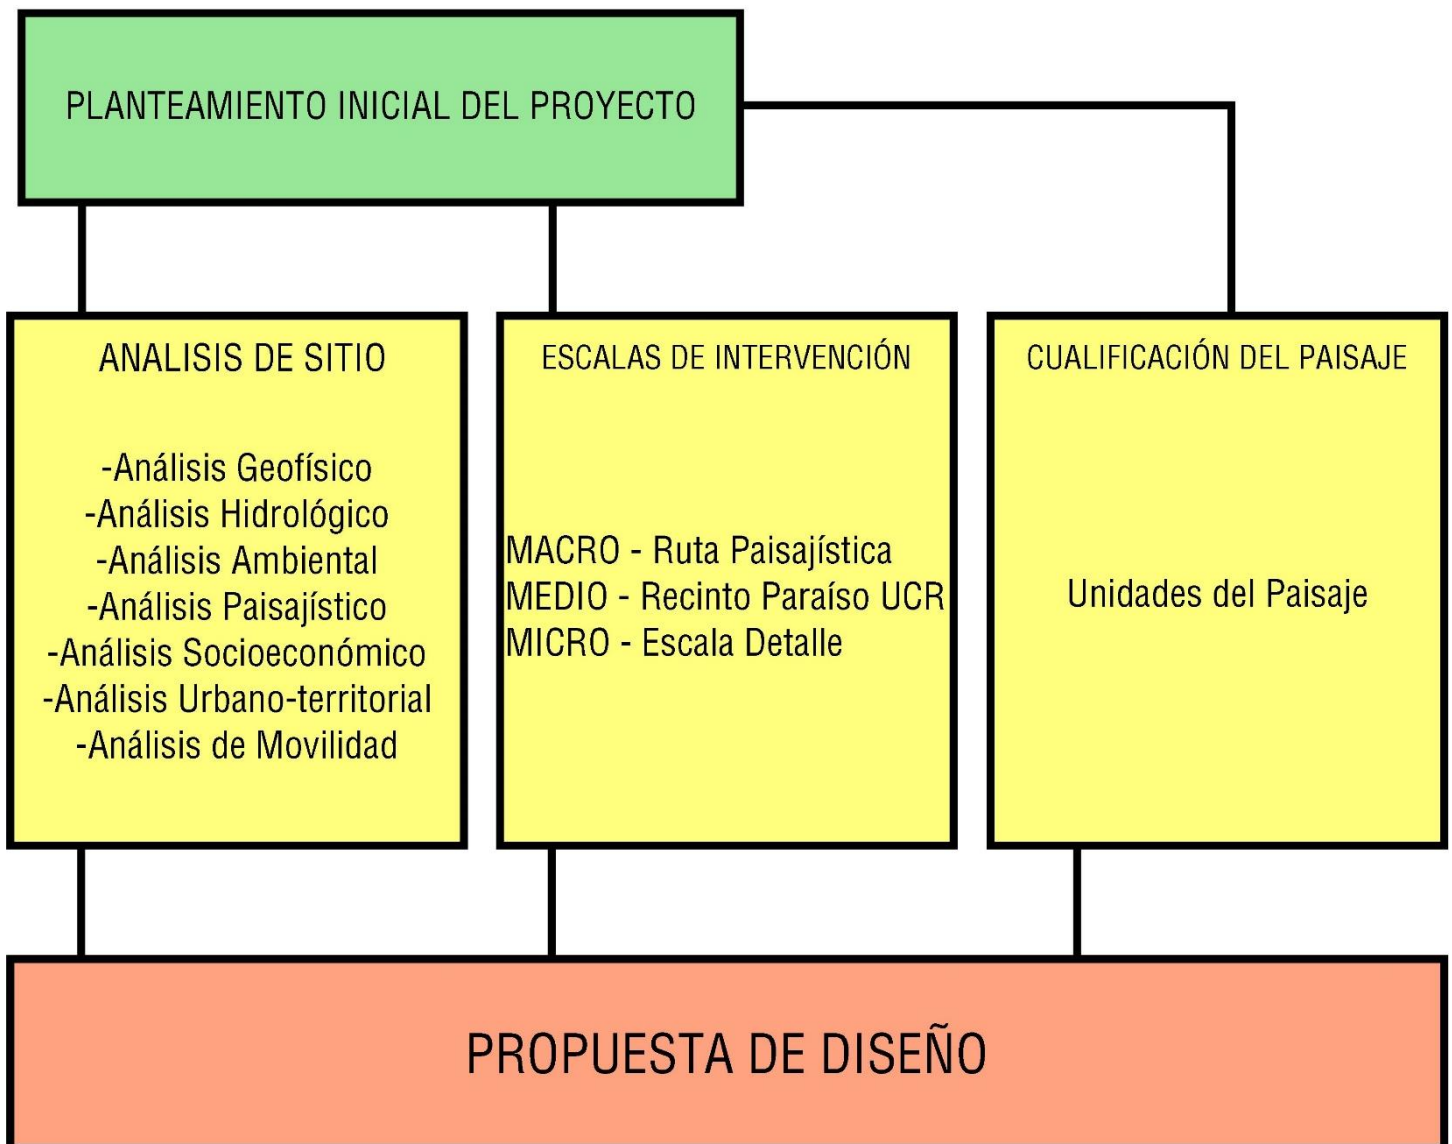 PLANTEAMIENTO INICIAL DEL PROYECTO
ANALISIS DE SITIO
-Análisis Geofísico
-Análisis Hidrológico
-Análisis Ambiental
-Análisis Paisajístico
-Análisis Socioeconómico
-Análisis Urbano-territorial
-Análisis de Movilidad
ESCALAS DE INTERVENCIÓN
MACRO - Ruta Paisajística
MEDIO - Recinto Paraíso UCR
MICRO - Escala Detalle
CUALIFICACIÓN DEL PAISAJE
Unidades del Paisaje
PROPUESTA DE DISEÑO